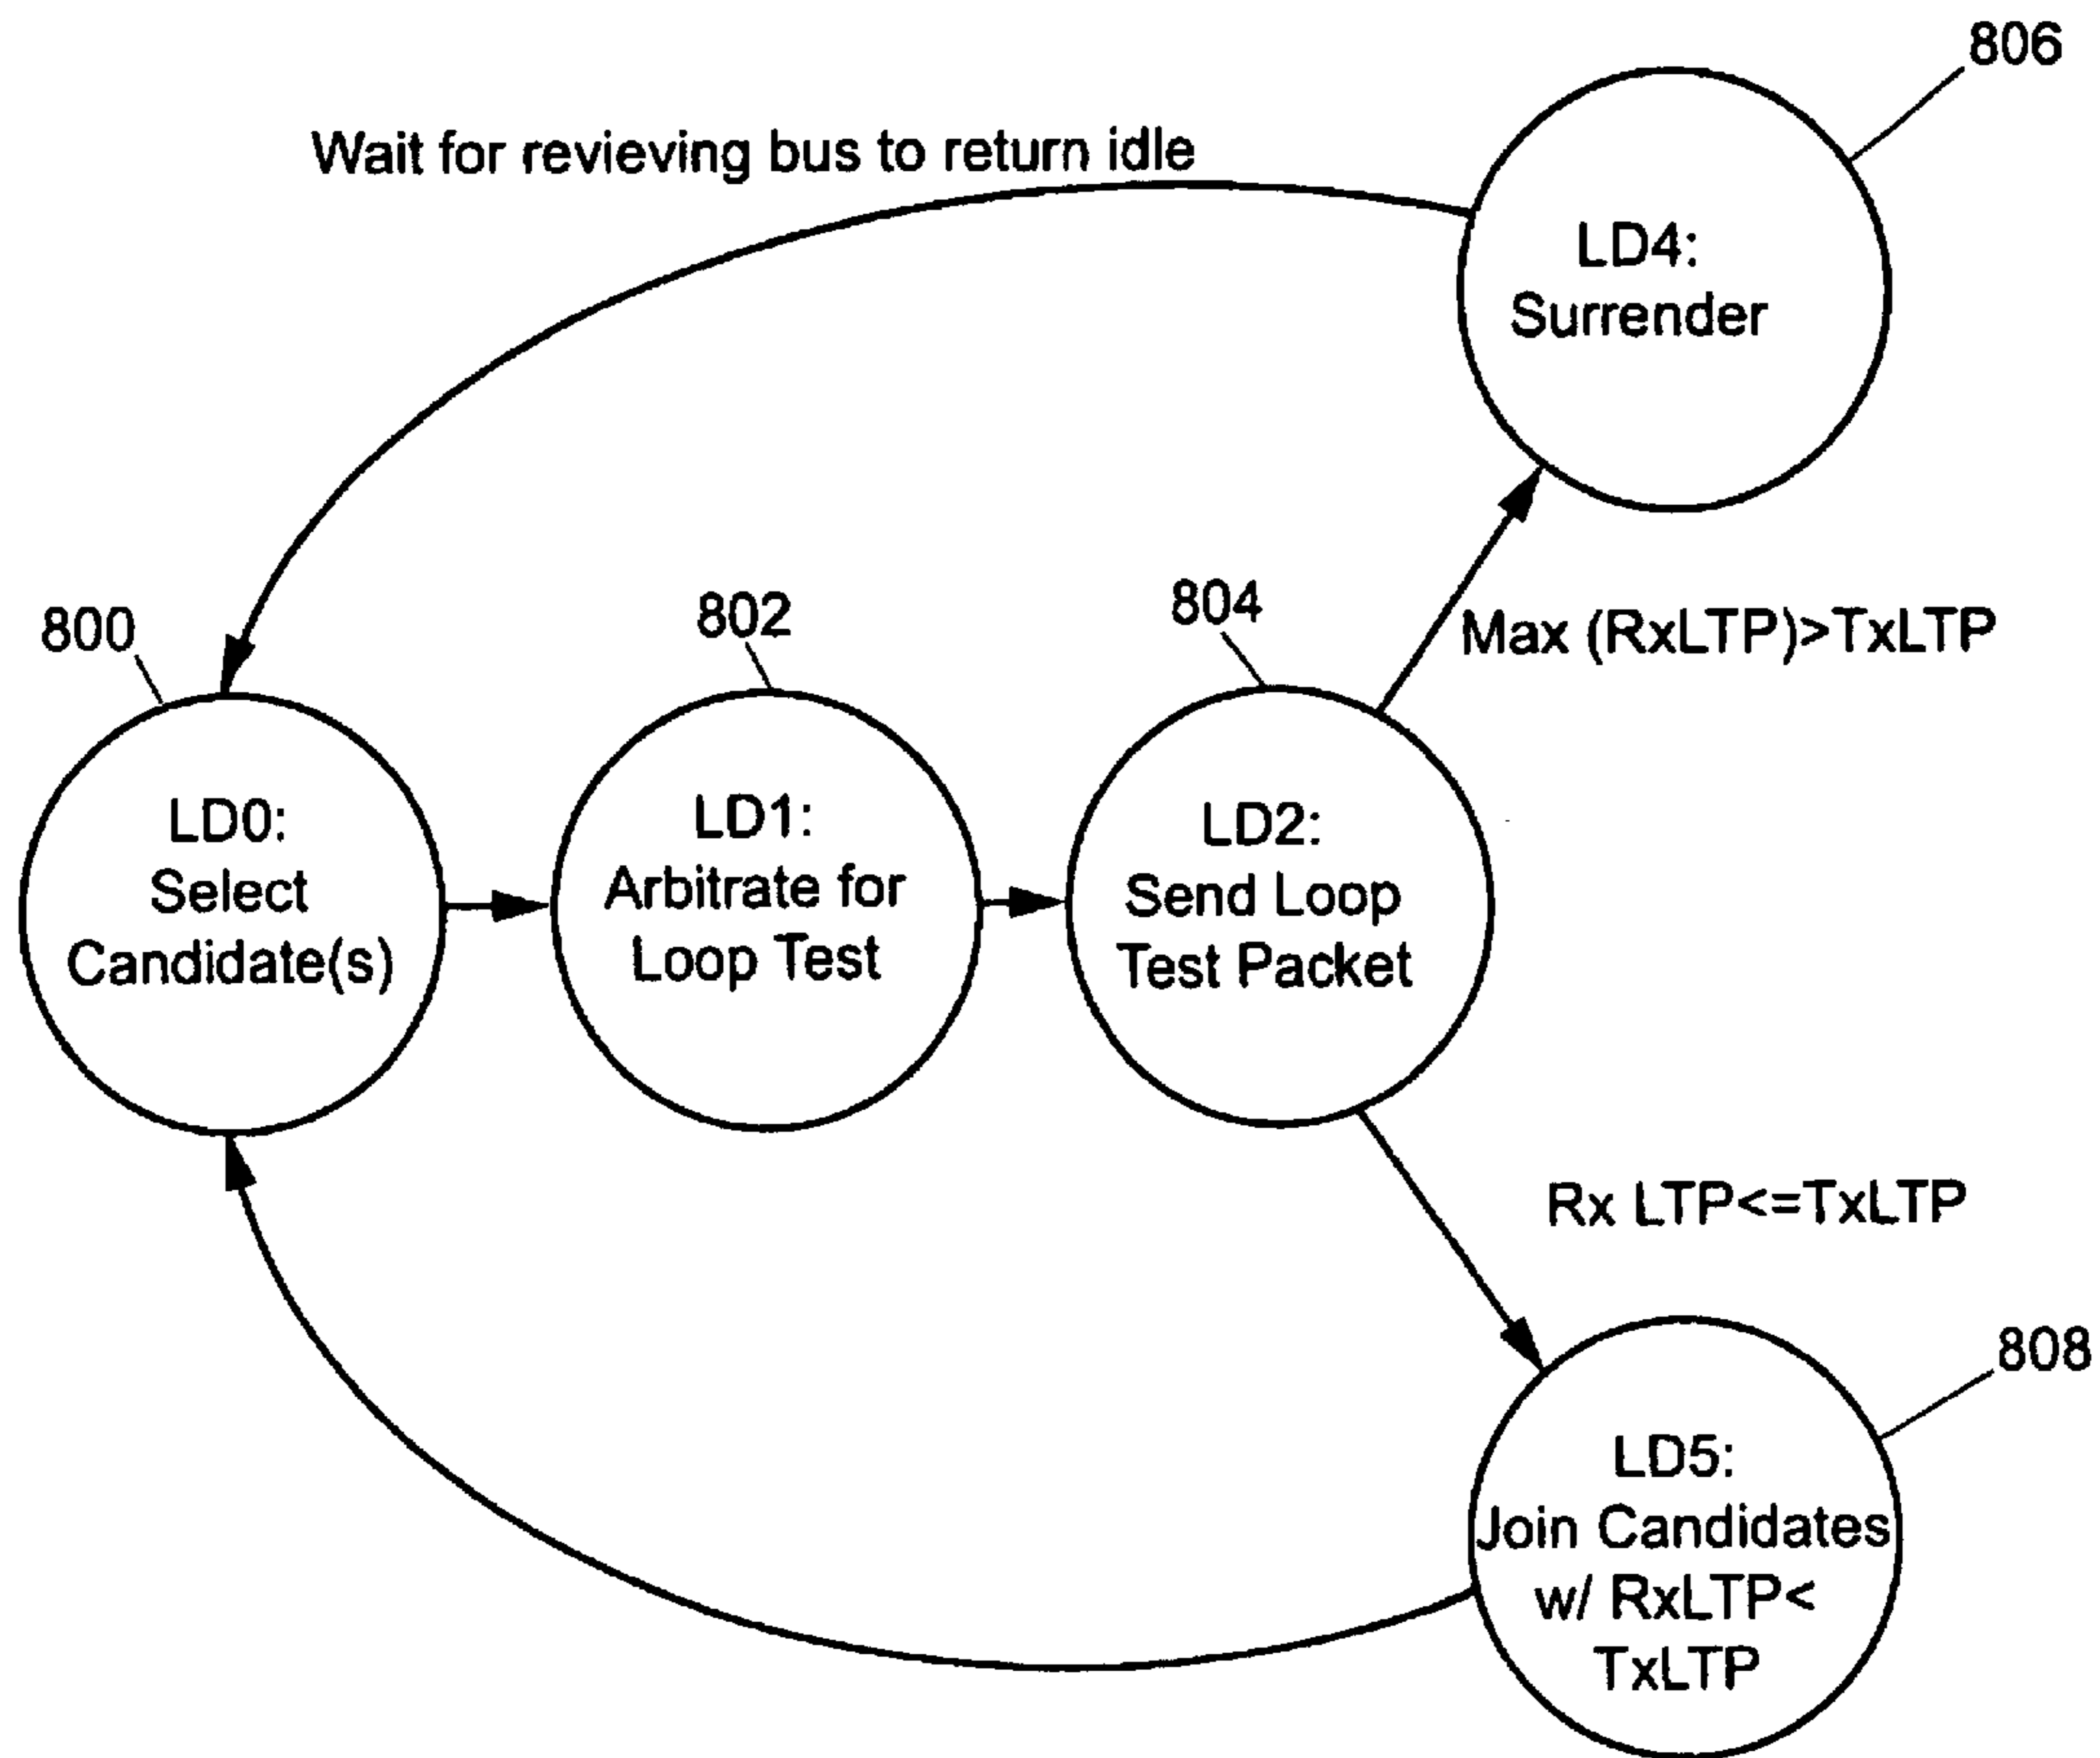 806
Wait for revieving bus to return idle
LD4:
Surrender
800
802
804
Max (RxLTP)>TxLTP
LD0:
Select
Candidate(s)
LD1:
Arbitrate for
Loop Test
LD2:
Send Loop
Test Packet
Rx LTP<=TxLTP
808
LD5:
Join Candidates
w/ RxLTP<
TxLTP